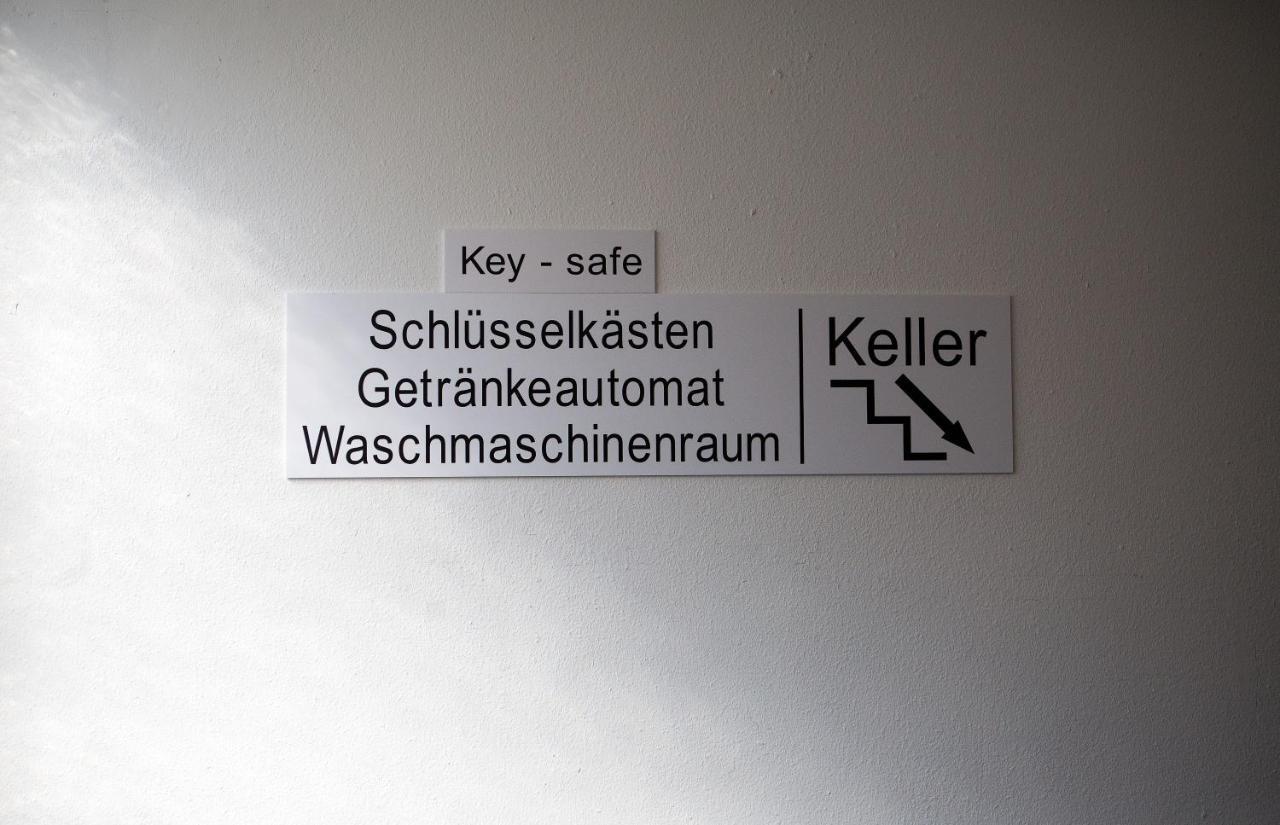 Key - safe
Schlüsselkästen
Getränkeautomat
Waschmaschinenraum
Keller